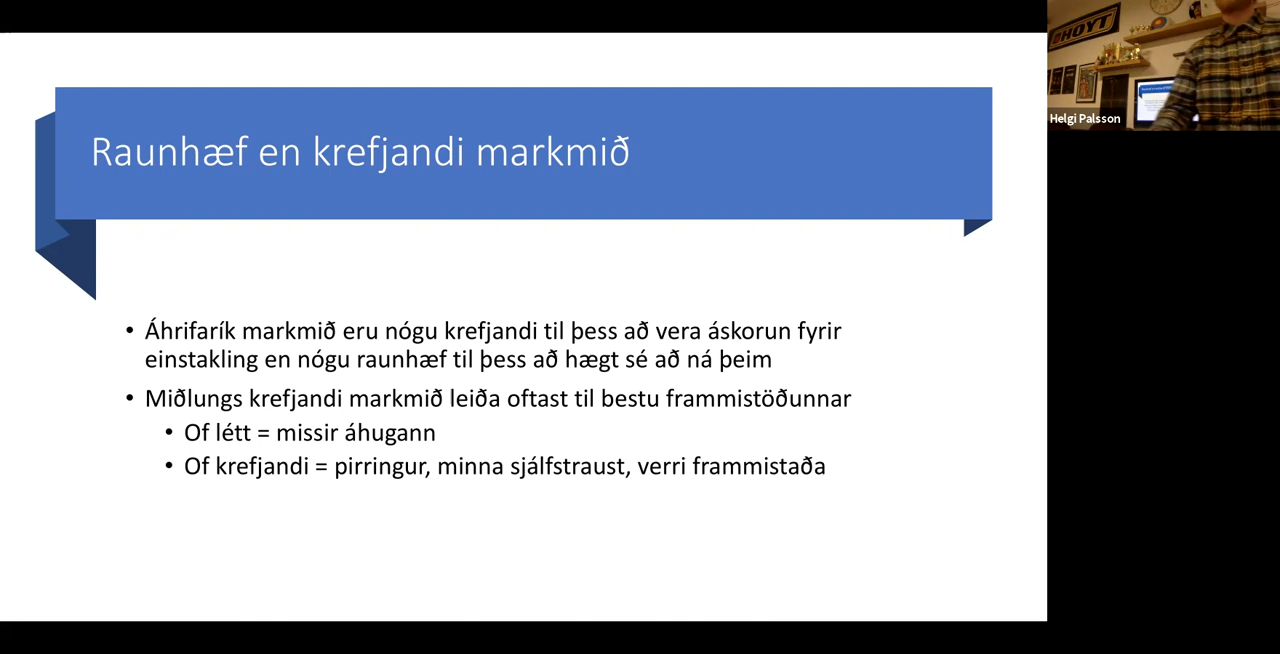 Raunhæf en krefjandi markmið
• Áhrifarík markmið eru nógu krefjandi til þess að vera áskorun fyrir
einstakling en nógu raunhæf til þess að hægt sé að ná þeim
• Miðlungs krefjandi markmið leiða oftast til bestu frammistöðunnar
• Of létt = missir áhugann
• Of krefjandi = pirringur, minna sjálfstraust, verri frammistaða
HOYT
Helgi Palsson